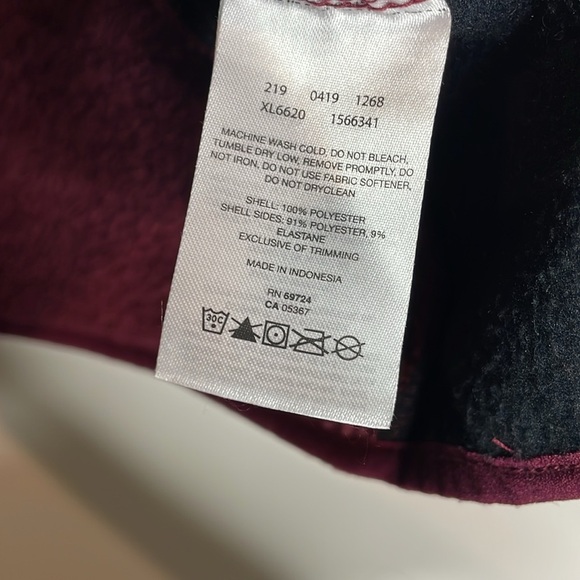 219 0419 1268
XL6620 1566341
MACHINE WASH COLD, DO NOT BLEACH,
TUMBLE DRY LOW, REMOVE PROMPTLY, DO
NOT IRON, DO NOT USE FABRIC SOFTENER,
DO NOT DRYCLEAN
SHELL: 100% POLYESTER
SHELL SIDES: 91% POLYESTER, 9%
ELASTANE
EXCLUSIVE OF TRIMMING
MADE IN INDONESIA
RN 69724
CA 05367
30C